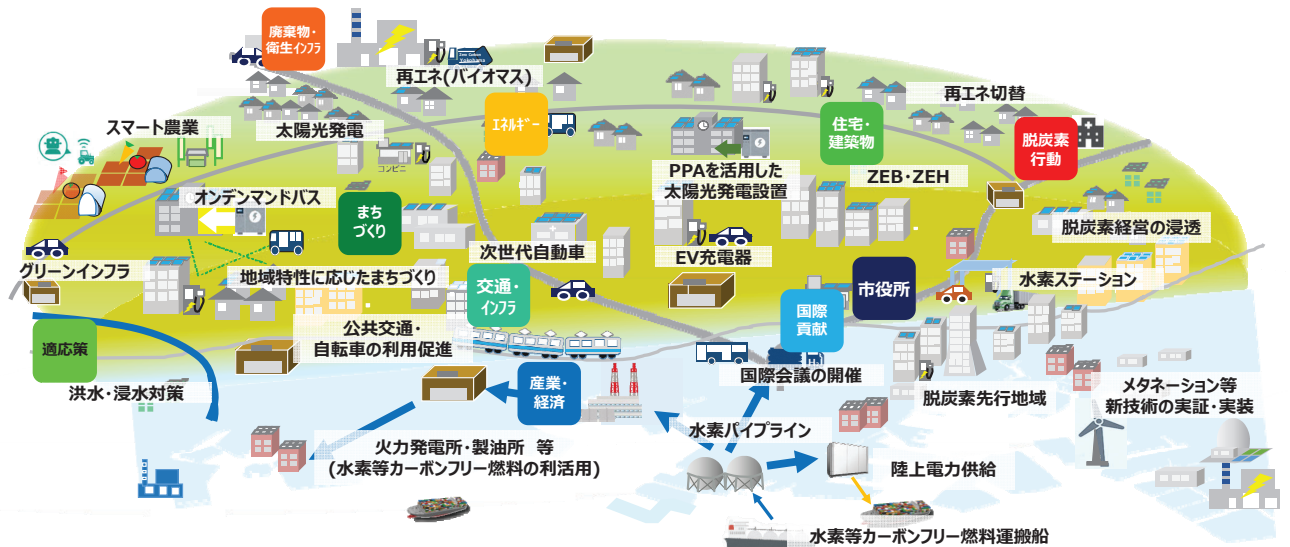 廃棄物・
衛生インフラ
Zero Carbon
Yokohama
再エネ(バイオマス)
再エネ切替
スマート農業
太陽光発電
エネルギー
住宅・
建築物
脱炭素
行動
コンビニ
PPAを活用した
太陽光発電設置
ZEB・ZEH
オンデンマンドバス
まち
づくり
脱炭素経営の浸透
次世代自動車
EV充電器
グリーンインフラ
地域特性に応じたまちづくり
交通・
インフラ
市役所
水素ステーション
国際
貢献
適応策
公共交通・
自転車の利用促進
国際会議の開催
洪水・浸水対策
産業・
経済
脱炭素先行地域
メタネーション等
新技術の実証・実装
水素パイプライン
火力発電所・製油所 等
(水素等カーボンフリー燃料の利活用)
陸上電力供給
水素等カーボンフリー燃料運搬船